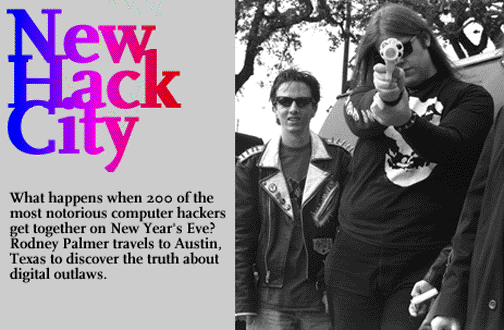 New
Hack
City
What happens when 200 of the
most notorious computer hackers
get together on New Year's Eve?
Rodney Palmer travels to Austin,
Texas to discover the truth about
digital outlaws.